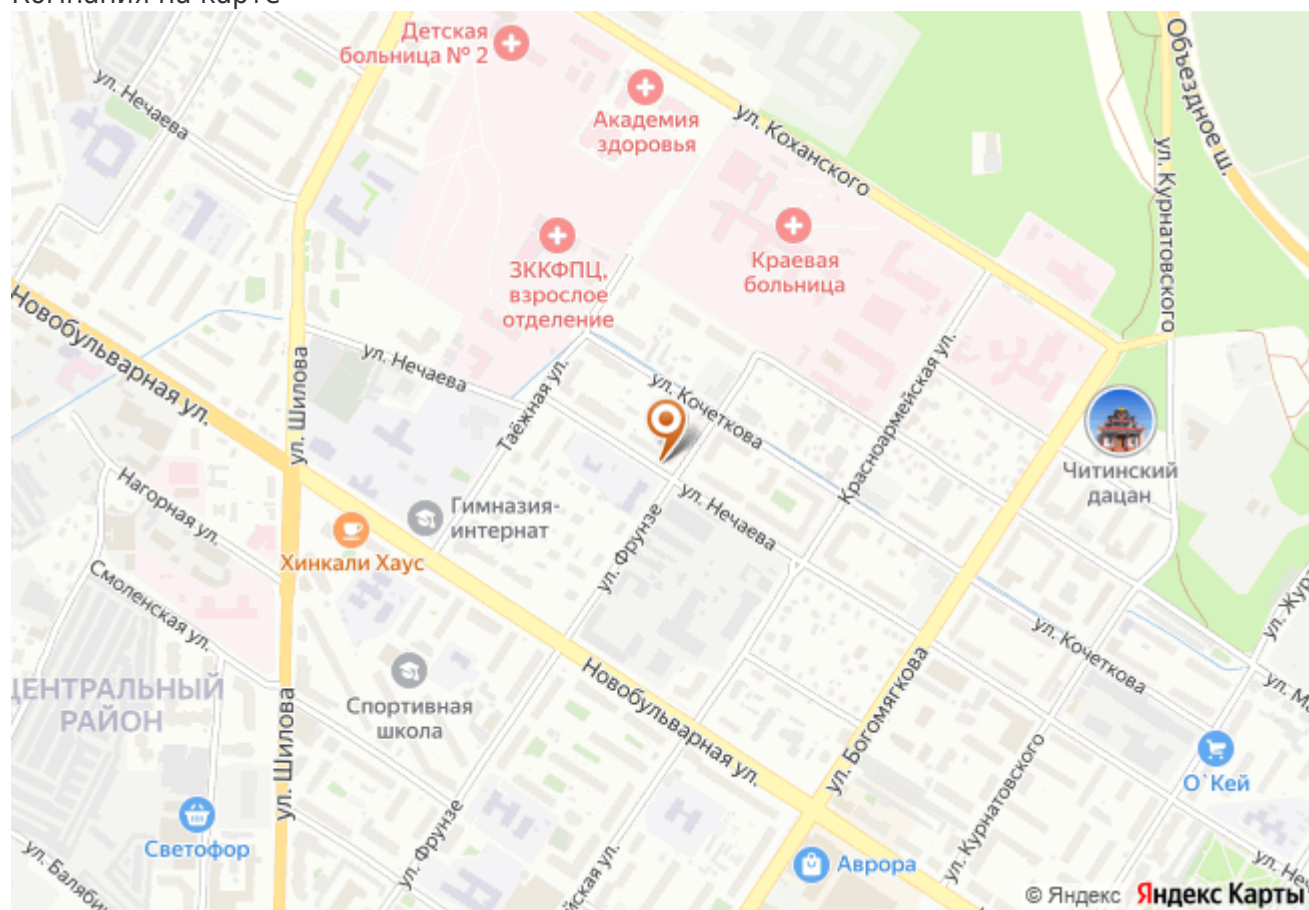 Компания на карте
Детская
больница № 2
Академия
здоровья
ул. Коханского
Объездное ш.
ул. Курнатовского
ул. Нечаева
Краевая
больница
ЗККФПЦ,
взрослое
отделение
Новобульварная ул.
ул. Шилова
ул. Нечаева
Таёжная ул.
ул. Кочеткова
Красноармейская ул.
Читинский
дацан
Нагорная ул.
Гимназия-
интернат
ул. Нечаева
Хинкали Хаус
ул. Фрунзе
Смоленская ул.
ул. Кочеткова
ЦЕНТРАЛЬНЫЙ
РАЙОН
Спортивная
школа
Новобульварная ул.
ул. Богомягкова
ул. Шилова
ул. Курнатовского
О`Кей
Светофор
ул. Фрунзе
Аврора
© Яндекс Яндекс Карты